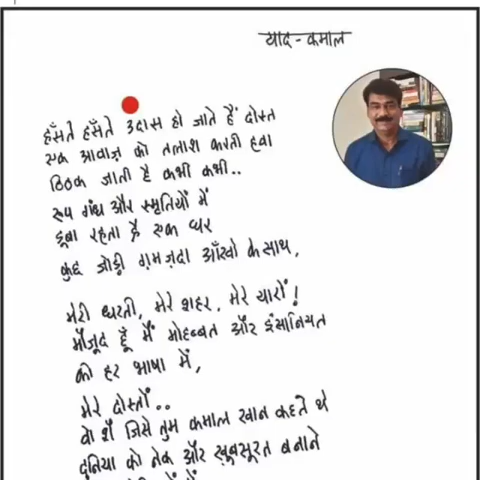 याद - कमाल
हँसते हँसते उदास हो जाते हैं दोस्त
एक आवाज़ को तलाश करती हवा
ठिठक जाती है कभी कभी..
रूप गंध और स्मृतियों में
डूबा रहता है एक घर
कुछ जोड़ी ग़मज़दा आँखों के साथ,
मेरी धरती, मेरे शहर, मेरे यारों!
मौजूद हूँ मैं मोहब्बत और इंसानियत
की हर भाषा में,
मेरे दोस्तों..
वो शै जिसे तुम कमाल खान कहते थे
दुनिया को नेक और ख़ूबसूरत बनाने